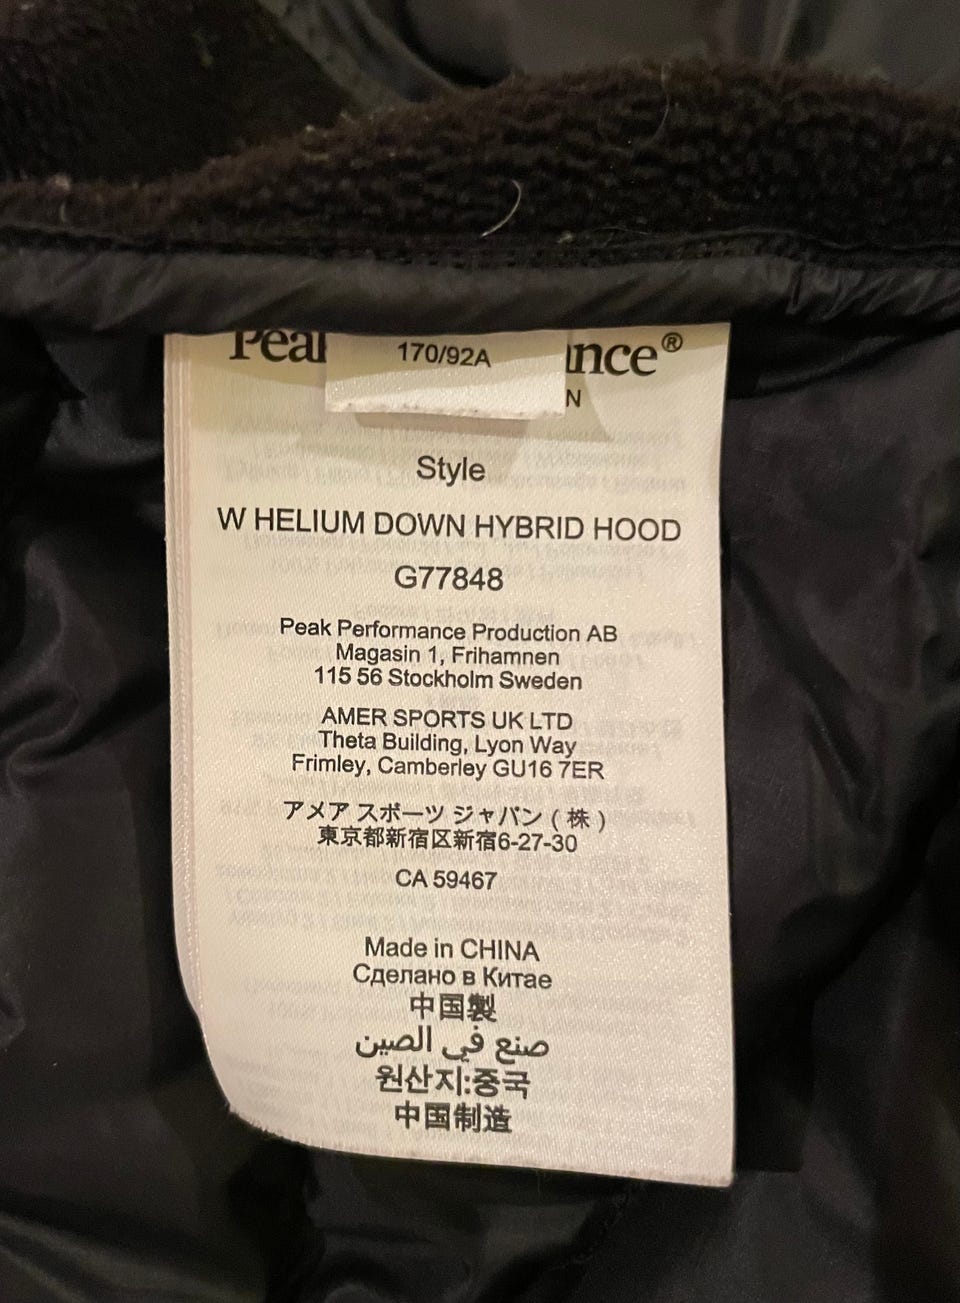 170/92A
Style
W HELIUM DOWN HYBRID HOOD
G77848
Peak Performance Production AB
Magasin 1, Frihamnen
115 56 Stockholm Sweden
AMER SPORTS UK LTD
Theta Building, Lyon Way
Frimley, Camberley GU16 7ER
アメア スポーツ ジャパン ( 株 )
東京都新宿区新宿6-27-30
CA 59467
Made in CHINA
Сделано в Китае
中国製
صنع في الصين
원산지:중국
中国制造